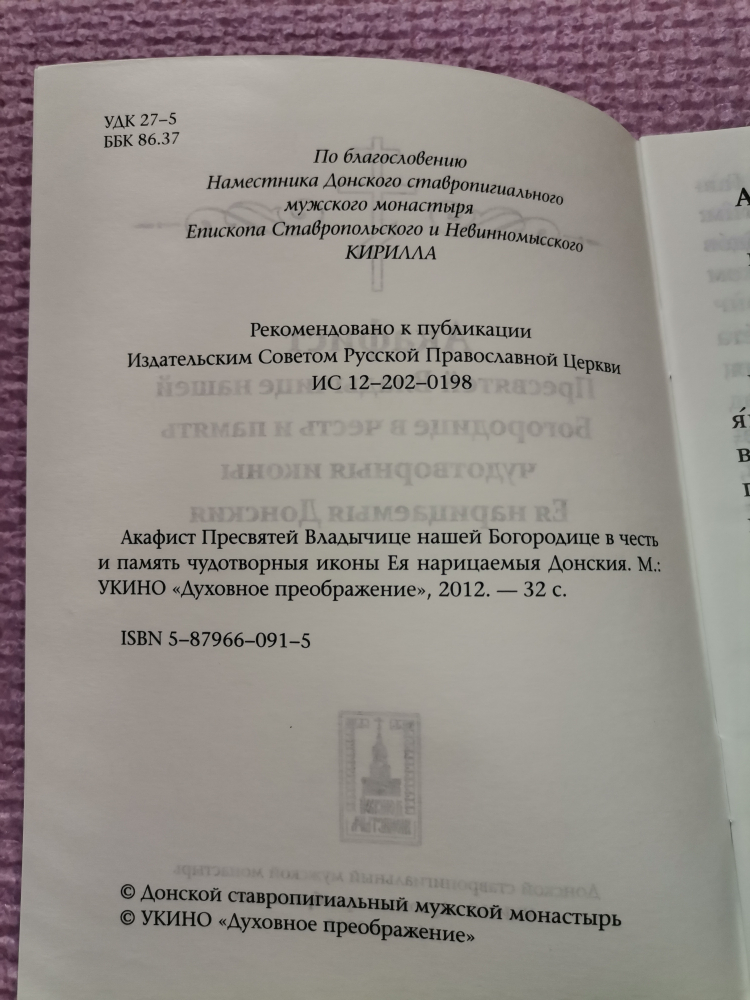 УДК 27–5
ББК 86.37
По благословению
Наместника Донского ставропигиального
мужского монастыря
Епископа Ставропольского и Невинномысского
КИРИЛЛА
Рекомендовано к публикации
Издательским Советом Русской Православной Церкви
ИС 12–202–0198
Акафист Пресвятей Владычице нашей Богородице в честь
и память чудотворныя иконы Ея нарицаемыя Донския. М.:
УКИНО «Духовное преображение», 2012. — 32 с.
ISBN 5–87966–091–5
© Донской ставропигиальный мужской монастырь
© УКИНО «Духовное преображение»